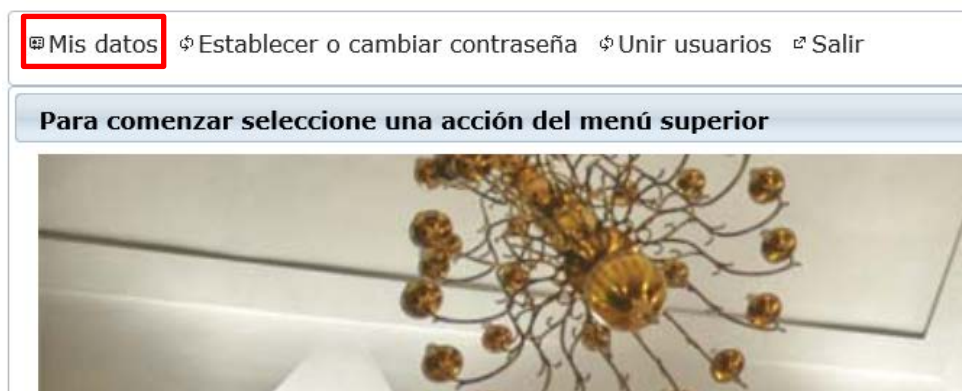 Mis datos Establecer o cambiar contraseña Unir usuarios Salir
Para comenzar seleccione una acción del menú superior